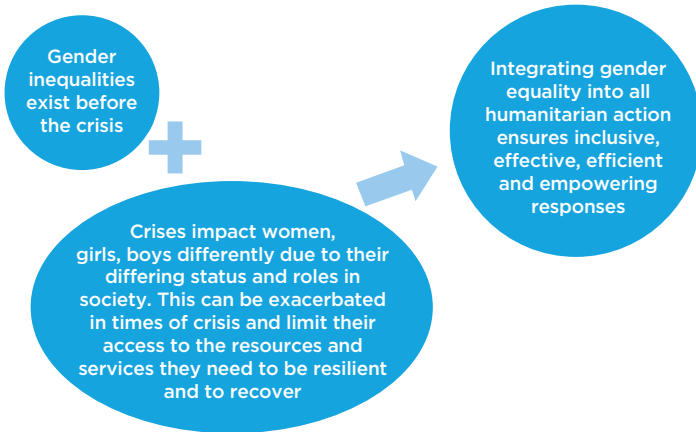 Gender
inequalities
exist before
the crisis
Crises impact women,
girls, boys differently due to their
differing status and roles in
society. This can be exacerbated
in times of crisis and limit their
access to the resources and
services they need to be resilient
and to recover
Integrating gender
equality into all
humanitarian action
ensures inclusive,
effective, efficient
and empowering
responses